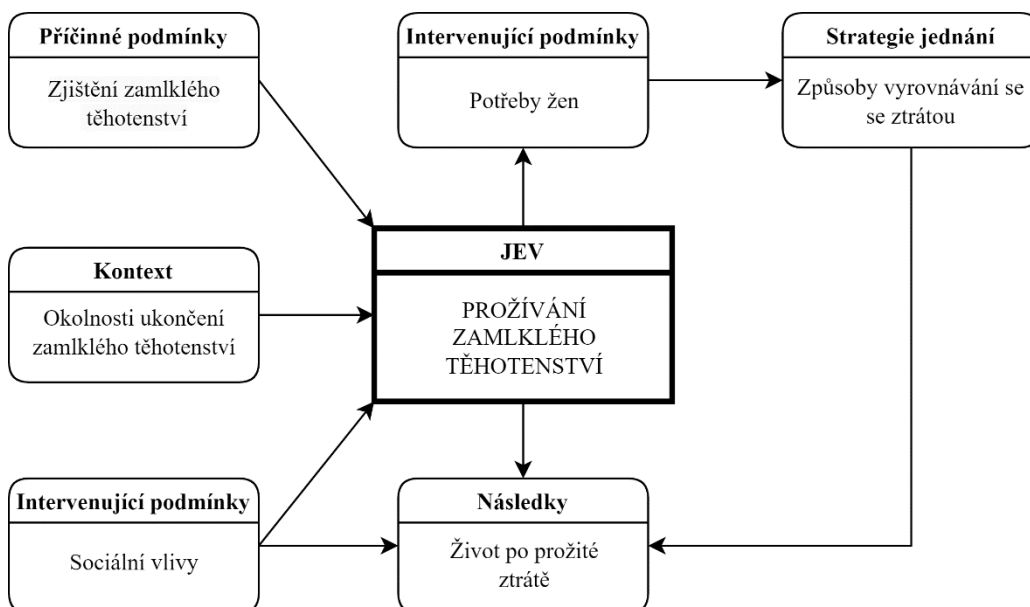 Příčinné podmínky
Zjištění zamlklého
těhotenství
Intervenující podmínky
Potřeby žen
Strategie jednání
Způsoby vyrovnávání se
se ztrátou
Kontext
Okolnosti ukončení
zamlklého těhotenství
JEV
PROŽÍVÁNÍ
ZAMLKLÉHO
TĚHOTENSTVÍ
Intervenující podmínky
Sociální vlivy
Následky
Život po prožité
ztrátě